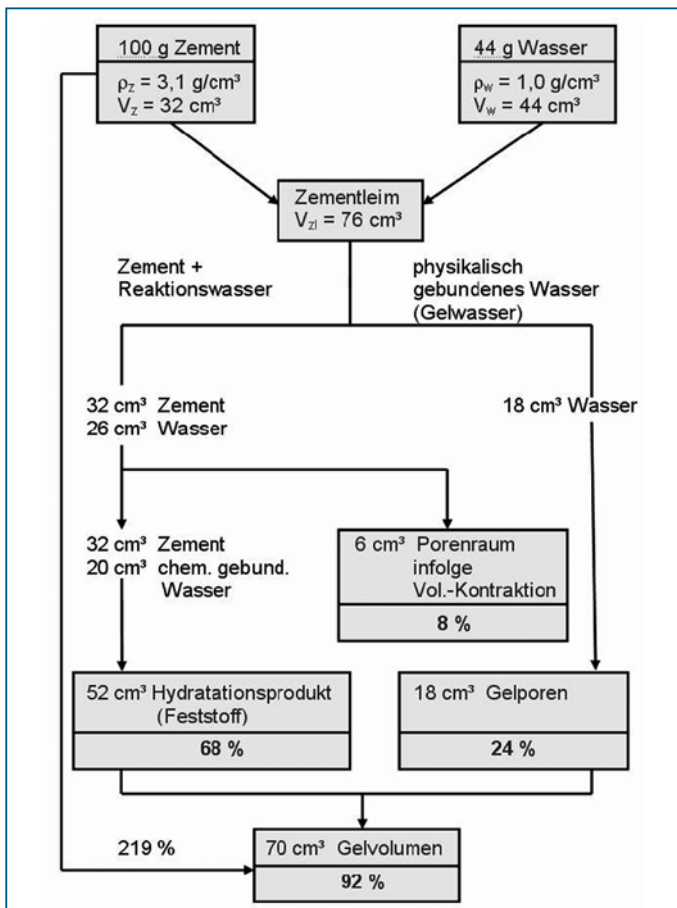 100 g Zement
ρz = 3,1 g/cm³
Vz = 32 cm³
44 g Wasser
ρw = 1,0 g/cm³
Vw = 44 cm³
Zementleim
Vzl = 76 cm³
Zement +
Reaktionswasser
physikalisch
gebundenes Wasser
(Gelwasser)
32 cm³ Zement
26 cm³ Wasser
18 cm³ Wasser
32 cm³ Zement
20 cm³ chem. gebund.
Wasser
6 cm³ Porenraum
infolge
Vol.-Kontraktion
8 %
52 cm³ Hydratationsprodukt
(Feststoff)
68 %
18 cm³ Gelporen
24 %
219 %
70 cm³ Gelvolumen
92 %